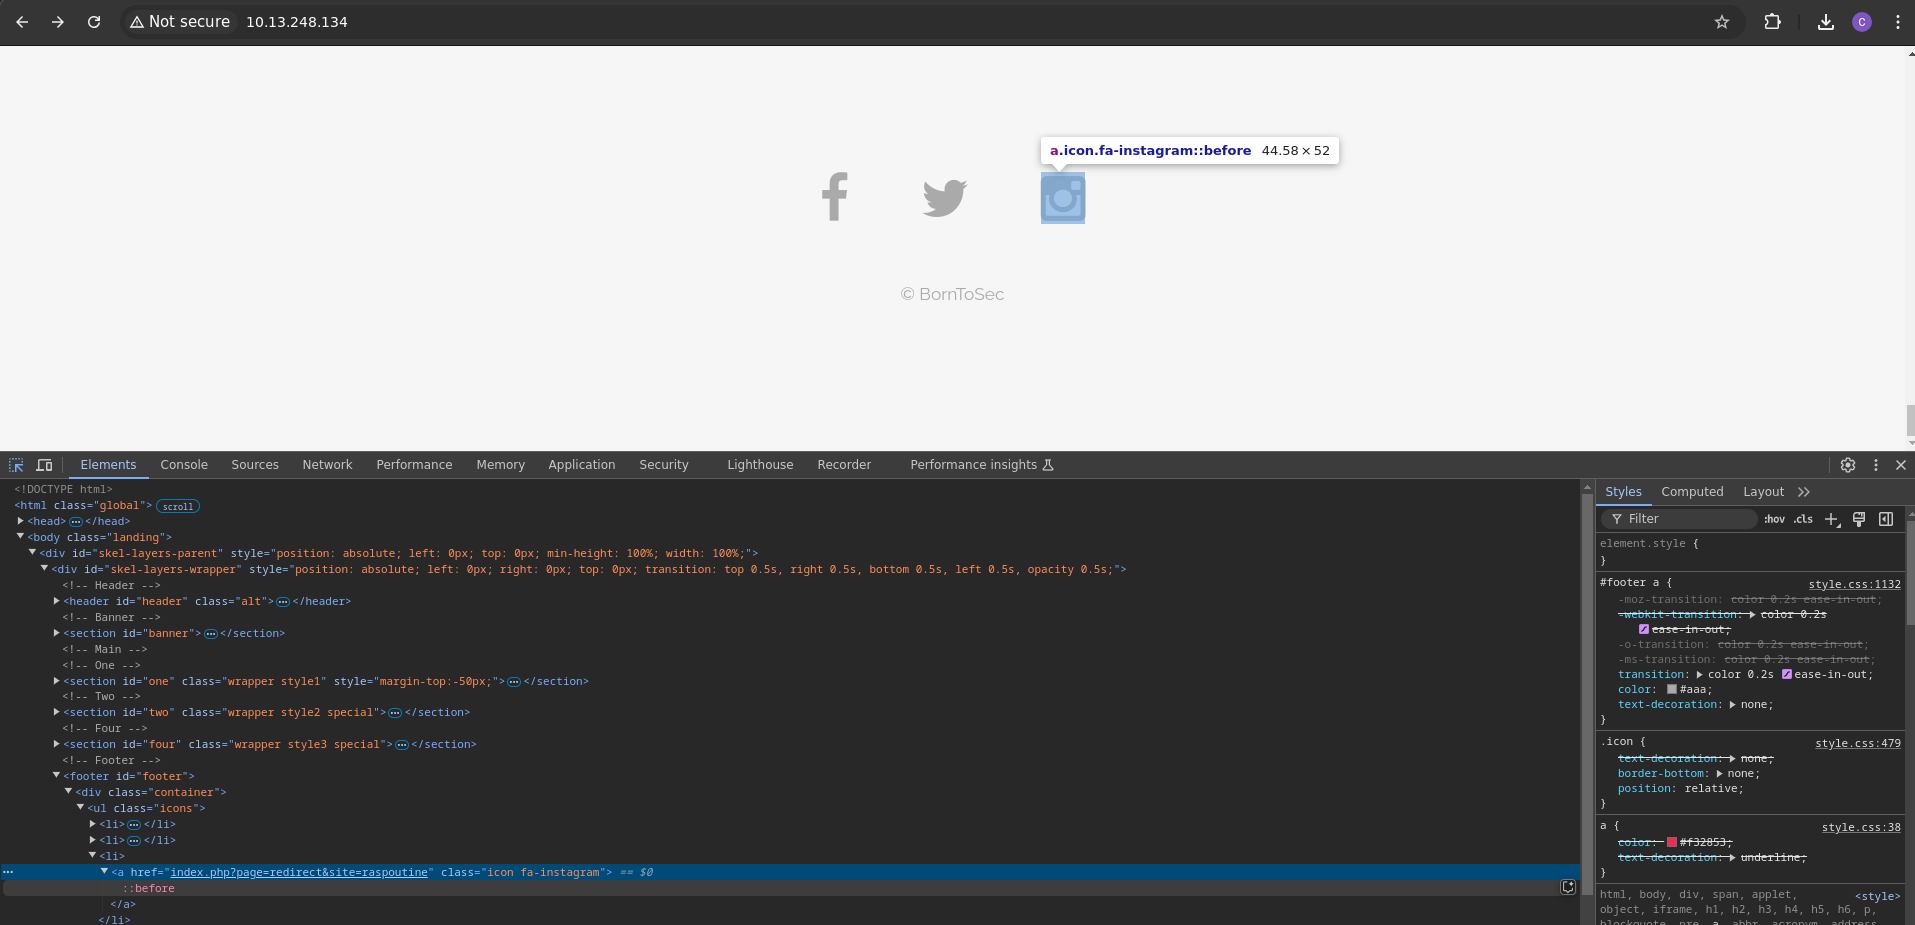 Not secure 10.13.248.134
C
a.icon.fa-instagram::before 44.58 × 52
© BornToSec
Elements Console Sources Network Performance Memory Application Security Lighthouse Recorder Performance insights
<!DOCTYPE html>
<html class="global"> scroll
<head> ••• </head>
<body class="landing">
<div id="skel-layers-parent" style="position: absolute; left: 0px; top: 0px; min-height: 100%; width: 100%;">
<div id="skel-layers-wrapper" style="position: absolute; left: 0px; right: 0px; top: 0px; transition: top 0.5s, right 0.5s, bottom 0.5s, left 0.5s, opacity 0.5s;">
<!-- Header -->
<header id="header" class="alt"> ••• </header>
<!-- Banner -->
<section id="banner"> ••• </section>
<!-- Main -->
<!-- One -->
<section id="one" class="wrapper style1" style="margin-top:-50px;"> ••• </section>
<!-- Two -->
<section id="two" class="wrapper style2 special"> ••• </section>
<!-- Four -->
<section id="four" class="wrapper style3 special"> ••• </section>
<!-- Footer -->
<footer id="footer">
<div class="container">
<ul class="icons">
<li> ••• </li>
<li> ••• </li>
<li>
<a href="index.php?page=redirect&site=raspoutine" class="icon fa-instagram"> == $0
::before
</a>
</li>
Styles Computed Layout
Filter :hov .cls
element.style {
}
#footer a { style.css:1132
-moz-transition: color 0.2s ease-in-out;
-webkit-transition: color 0.2s
ease-in-out;
-o-transition: color 0.2s ease-in-out;
-ms-transition: color 0.2s ease-in-out;
transition: color 0.2s ease-in-out;
color: #aaa;
text-decoration: none;
}
.icon { style.css:479
text-decoration: none;
border-bottom: none;
position: relative;
}
a { style.css:38
color: #f32853;
text-decoration: underline;
}
html, body, div, span, applet, <style>
object, iframe, h1, h2, h3, h4, h5, h6, p,
blockquote, pre, a, abbr, acronym, address,